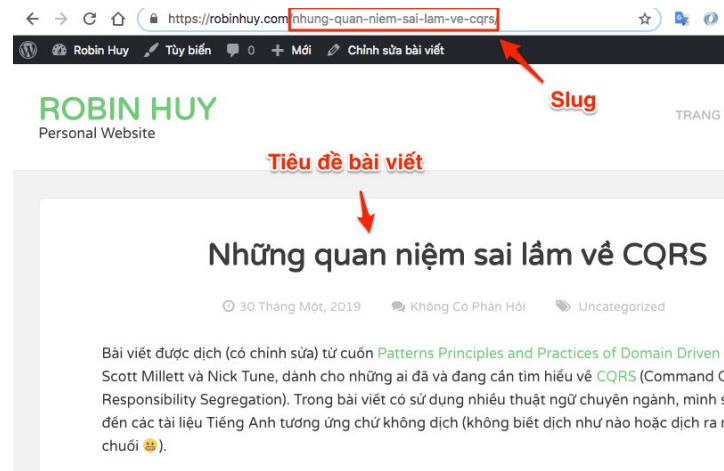 https://robinhuy.com/nhung-quan-niem-sai-lam-ve-cqrs/
Robin Huy Tùy biến 0 + Mới Chỉnh sửa bài viết
Slug
ROBIN HUY
TRANG
Personal Website
Tiêu đề bài viết
Những quan niệm sai lầm về CQRS
30 Tháng Một, 2019 Không Có Phản Hồi Uncategorized
Bài viết được dịch (có chỉnh sửa) từ cuốn Patterns Principles and Practices of Domain Driven
Scott Millett và Nick Tune, dành cho những ai đã và đang cần tìm hiểu về CQRS (Command
Responsibility Segregation). Trong bài viết có sử dụng nhiều thuật ngữ chuyên ngành, mình
đến các tài liệu Tiếng Anh tương ứng chứ không dịch (không biết dịch như nào hoặc dịch ra
chuối 😬).